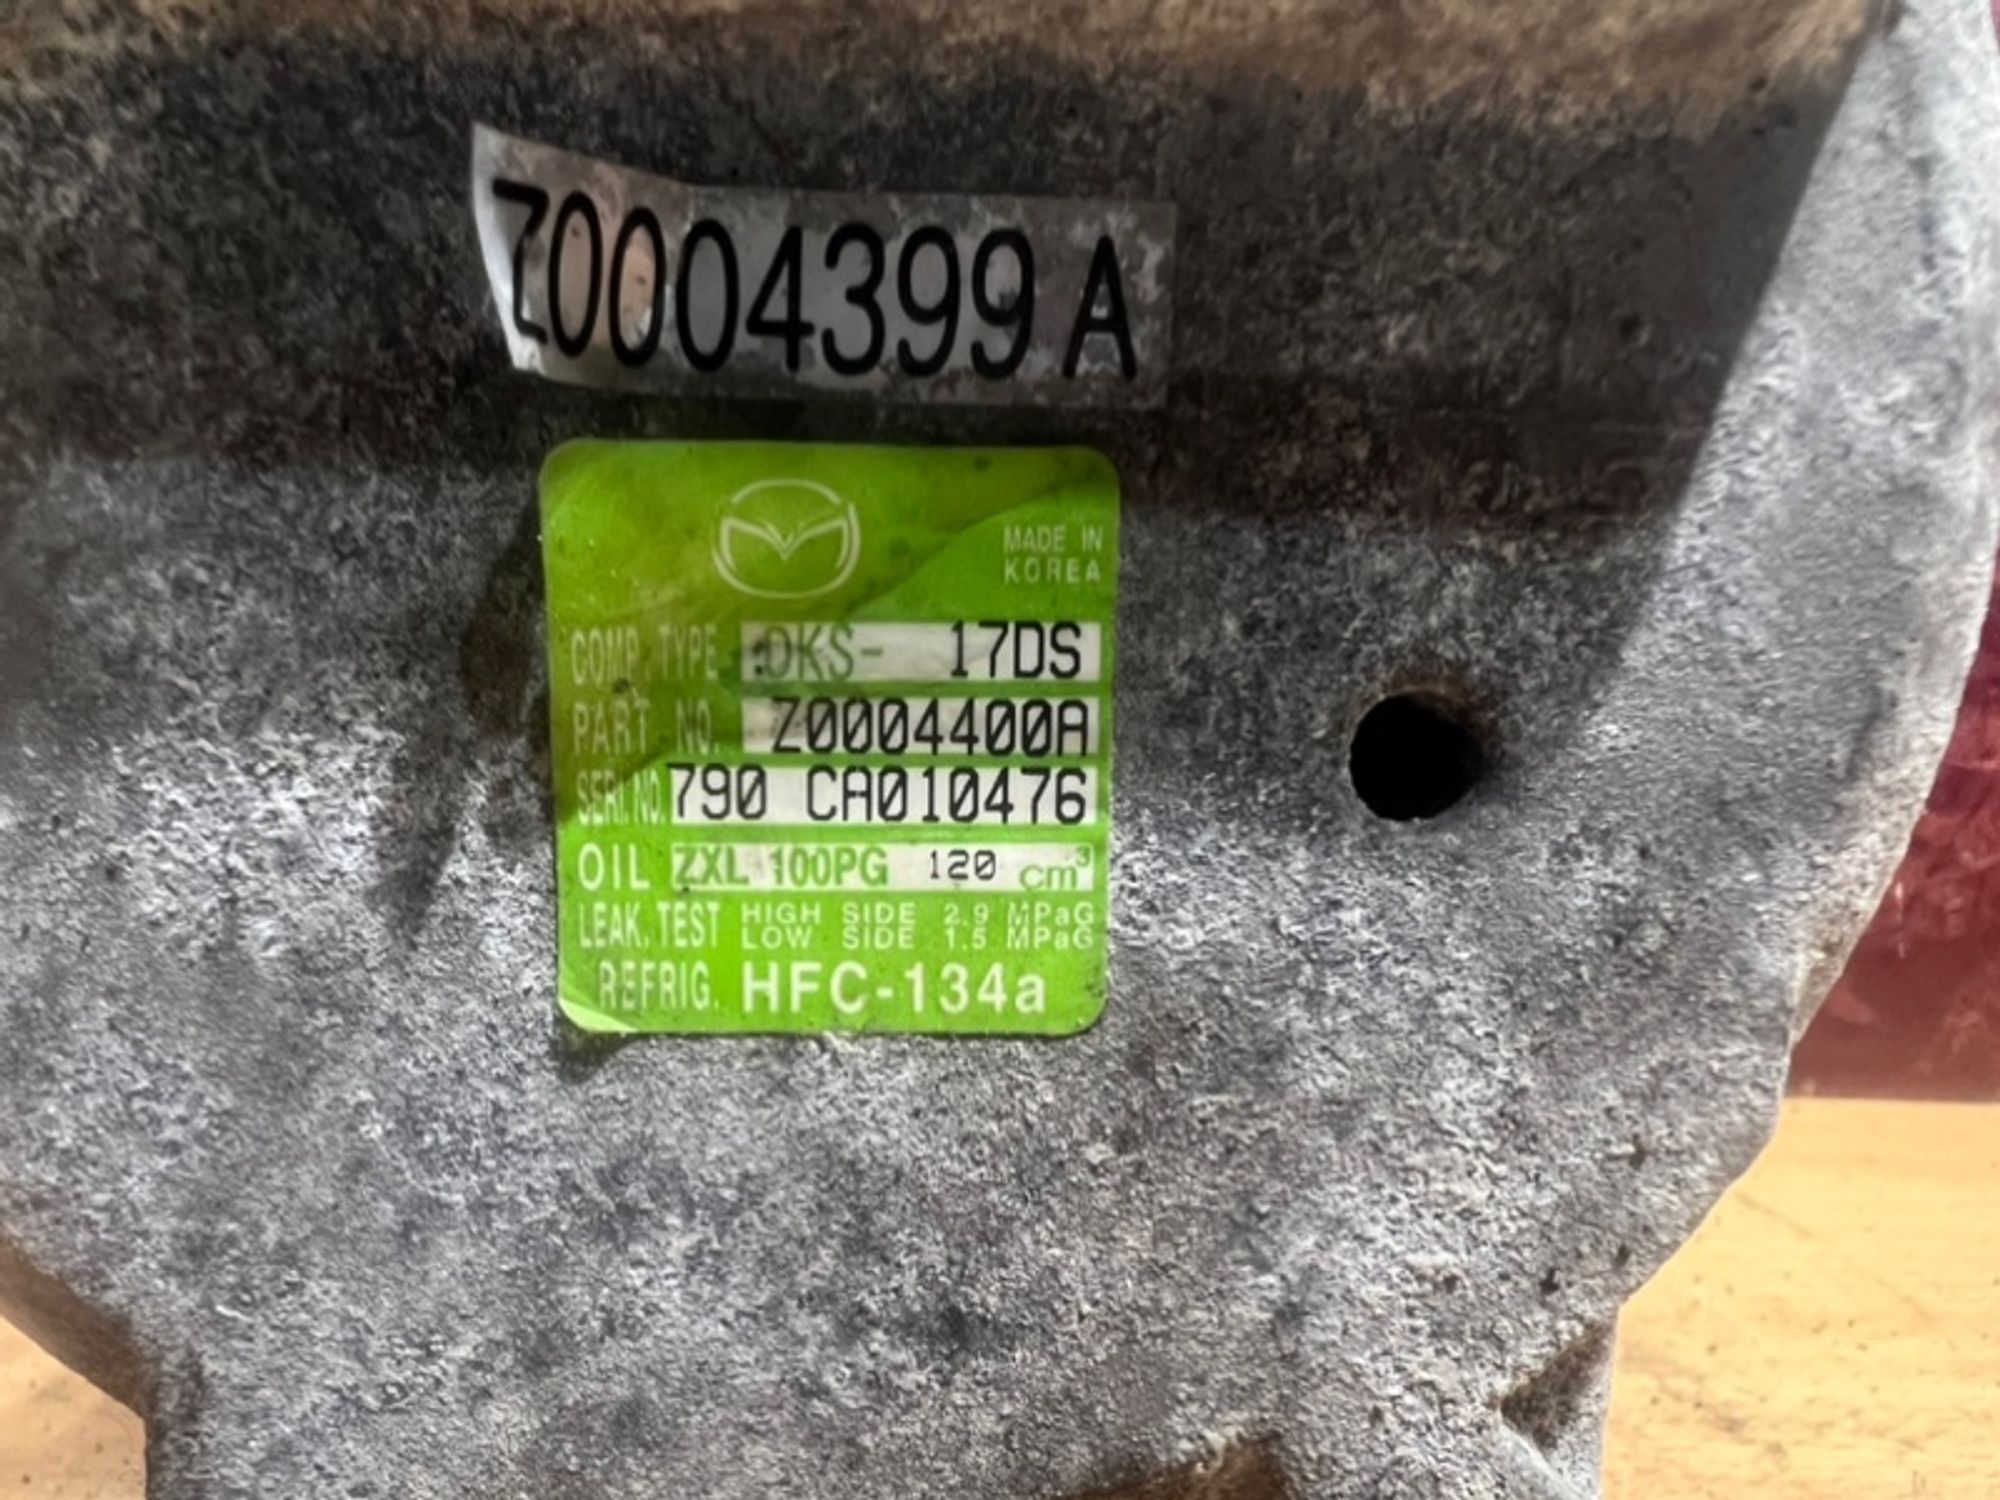 Z0004399A
MADE IN
KOREA
COMP. TYPE DKS- 17DS
PART NO. Z0004400A
SERI.NO. 790 CA010476
OIL ZXL 100PG 120 cm³
LEAK. TEST HIGH SIDE 2.9 MPaG
LOW SIDE 1.5 MPaG
REFRIG. HFC-134a